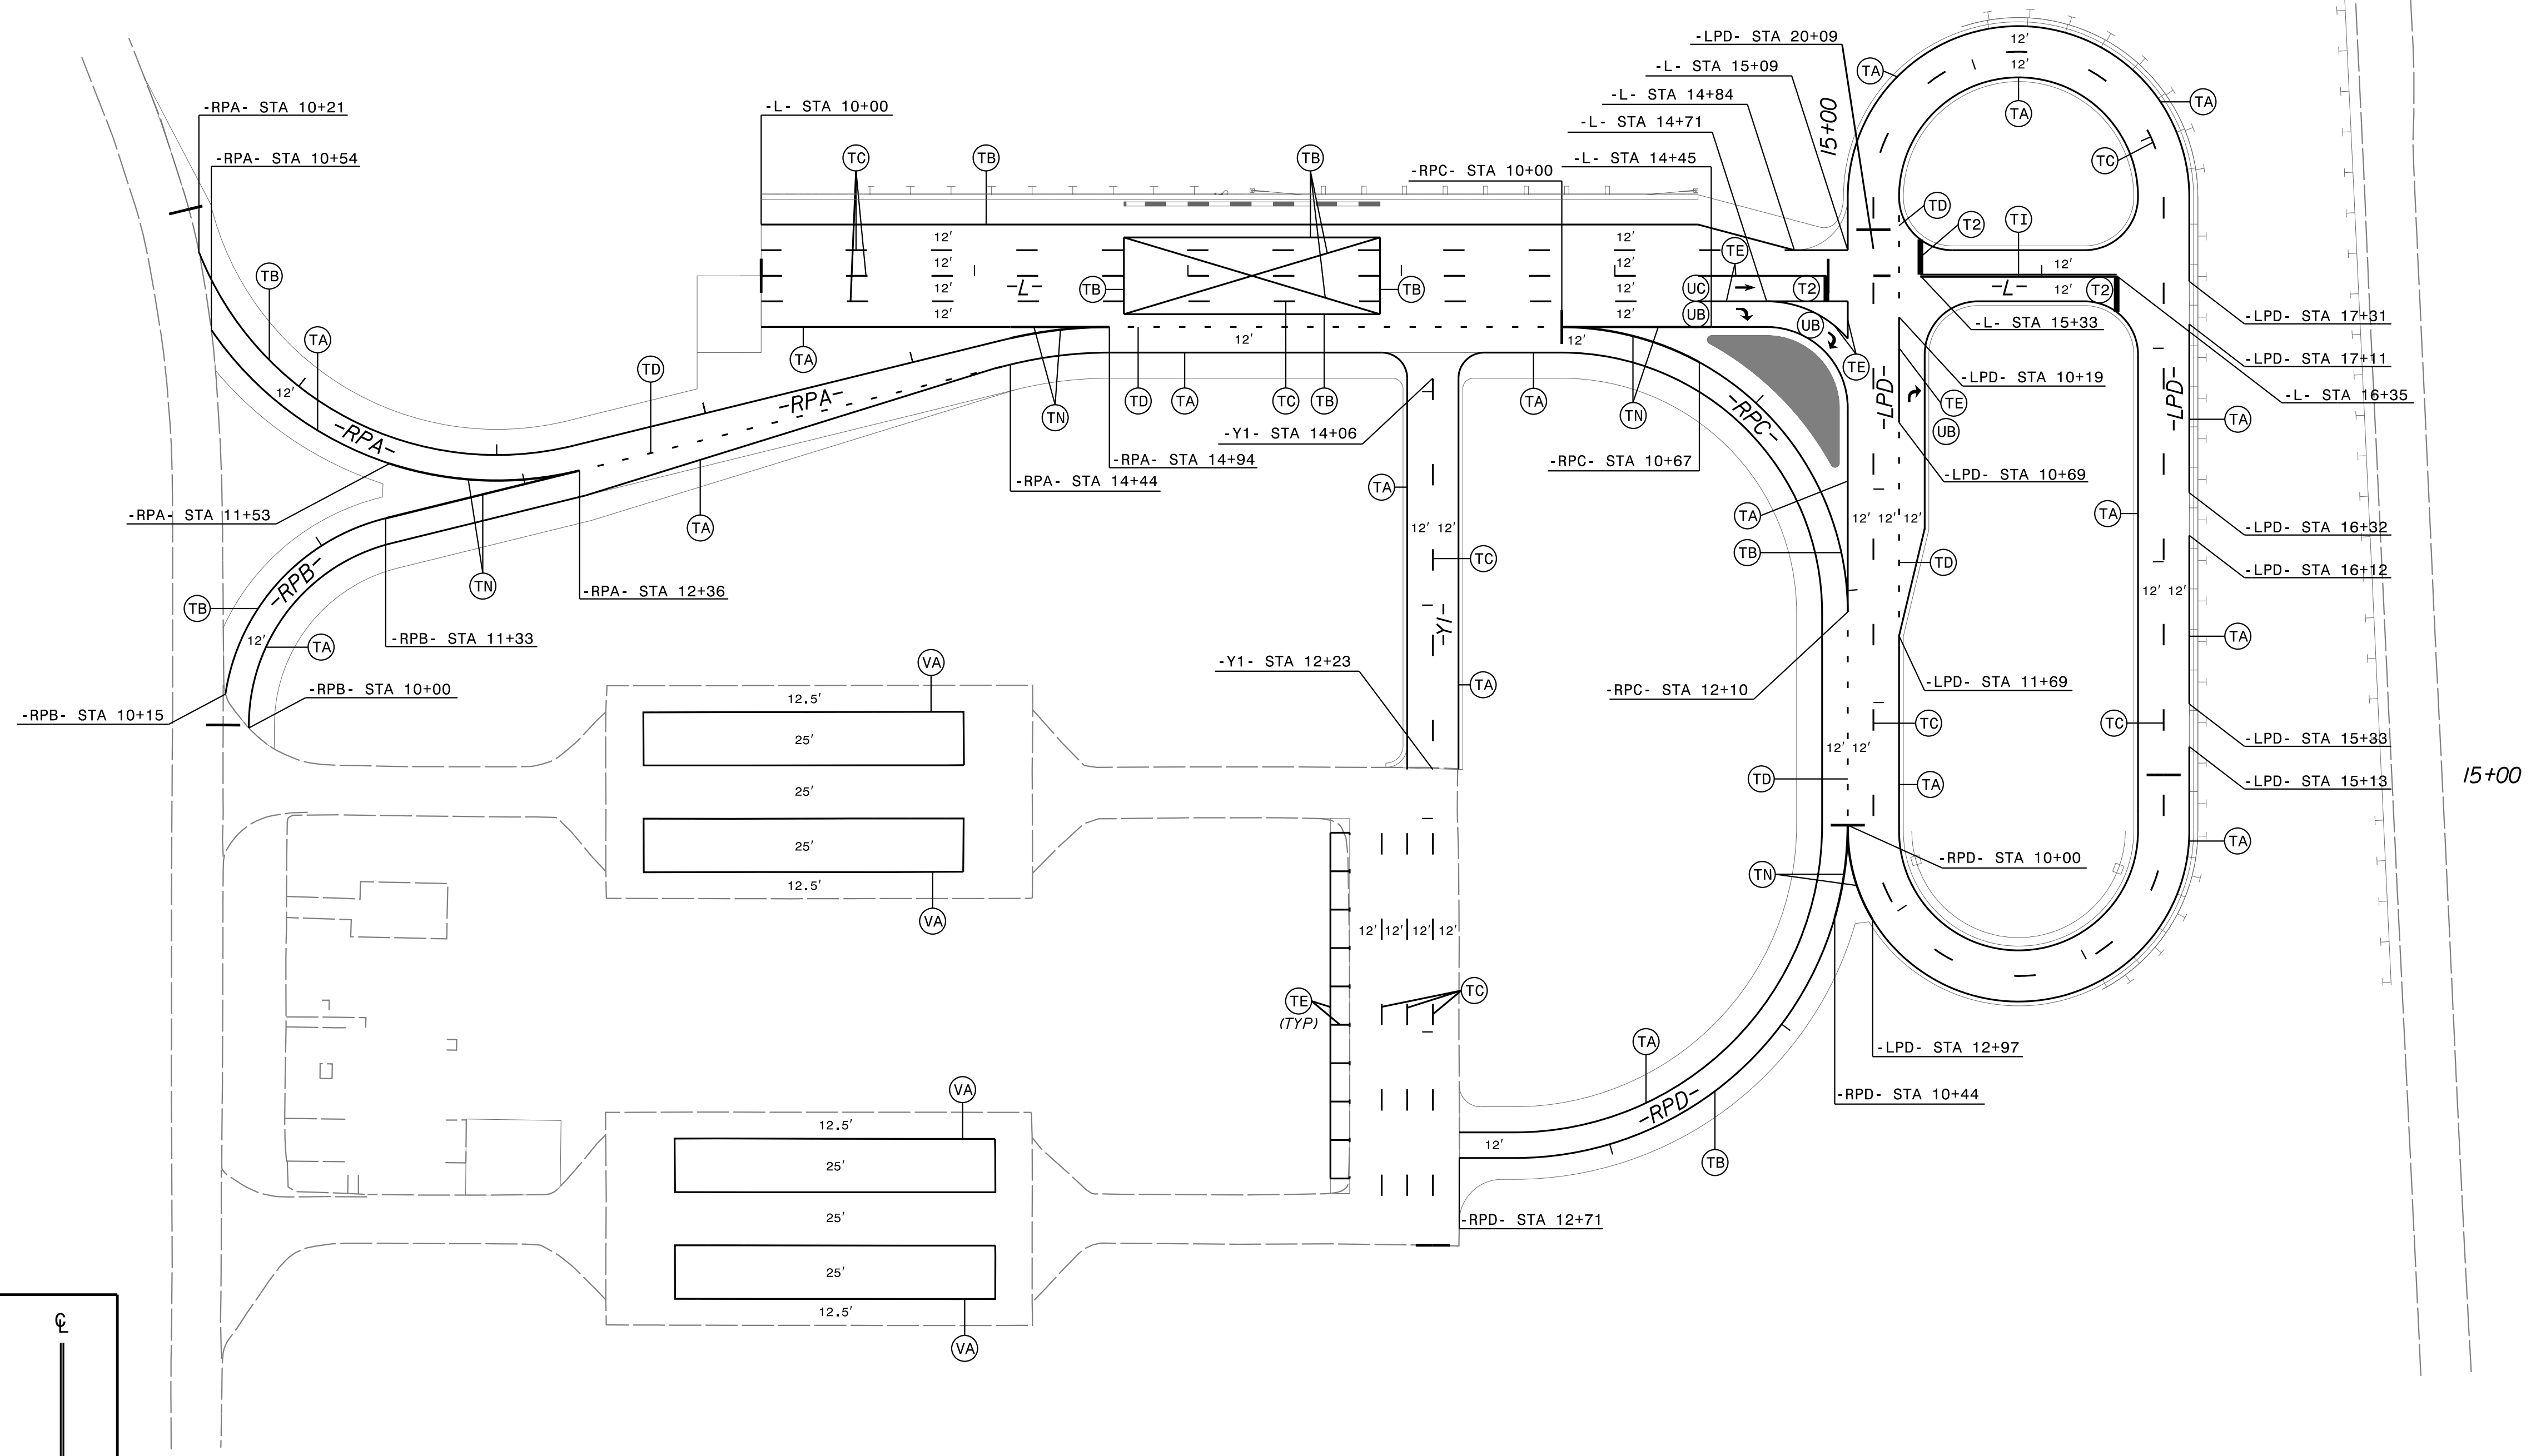 -LPD- STA 20+09
-L- STA 15+09
-L- STA 14+84
-L- STA 14+71
-L- STA 14+45
-RPC- STA 10+00
15+00
12'
12'
TA
TA
TA
TC
-RPA- STA 10+21
-RPA- STA 10+54
-L- STA 10+00
TC
TB
TB
TD
T2
TI
12'
12'
12'
12'
12'
12'
12'
12'
-L-
TB
TB
TE
UC
T2
UB
UB
TE
12'
-L-
12'
T2
-L- STA 15+33
-LPD- STA 17+31
-LPD- STA 17+11
-L- STA 16+35
TB
TA
12'
TD
TA
TN
TD
TA
12'
TC
TB
12'
TA
TN
-LPD- STA 10+19
TE
UB
-RPA-
-RPA-
-RPC-
-LPD-
-LPD-
TA
-Y1- STA 14+06
-RPA- STA 14+94
-RPA- STA 14+44
-RPC- STA 10+67
-LPD- STA 10+69
TA
TA
-RPA- STA 11+53
TA
TA
12' 12'
12' 12' 12'
-LPD- STA 16+32
TB
TC
TD
-LPD- STA 16+12
-RPB-
TN
-RPA- STA 12+36
12' 12'
TB
12'
TA
-RPB- STA 11+33
-Y1-
TA
VA
-Y1- STA 12+23
TA
-RPC- STA 12+10
-LPD- STA 11+69
-RPB- STA 10+00
-RPB- STA 10+15
12.5'
25'
25'
25'
12.5'
VA
TC
TC
-LPD- STA 15+33
12' 12'
TD
TA
-LPD- STA 15+13
15+00
TA
-RPD- STA 10+00
TN
12' 12' 12' 12'
TE
(TYP)
TC
TA
-LPD- STA 12+97
-RPD- STA 10+44
-RPD-
VA
12.5'
25'
25'
25'
12.5'
VA
12'
TB
-RPD- STA 12+71
℄